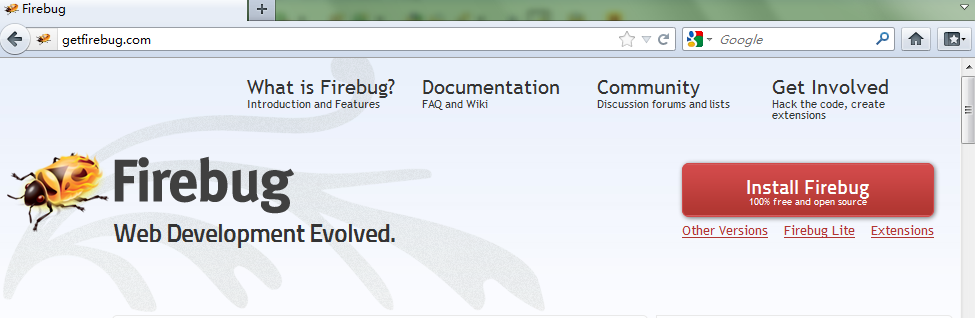 Firebug
getfirebug.com
Google
What is Firebug?
Introduction and Features
Documentation
FAQ and Wiki
Community
Discussion forums and lists
Get Involved
Hack the code, create
extensions
Firebug
Web Development Evolved.
Install Firebug
100% free and open source
Other Versions Firebug Lite Extensions